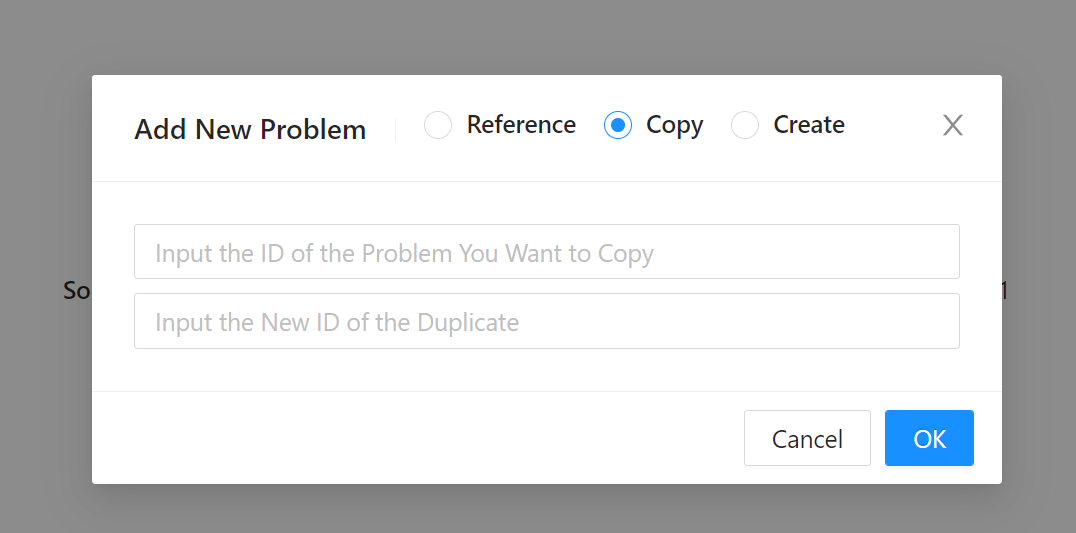 Add New Problem Reference Copy Create
Input the ID of the Problem You Want to Copy
So 1
Input the New ID of the Duplicate
Cancel OK